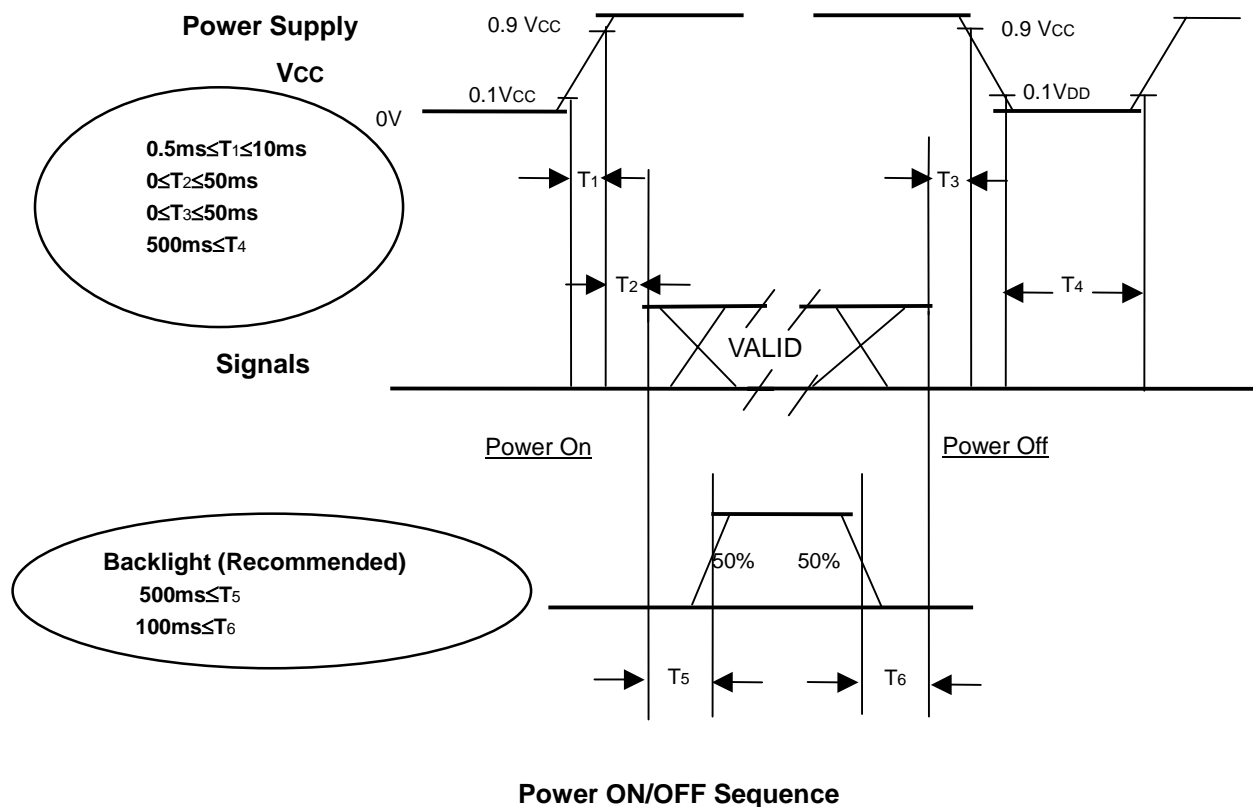 Power Supply
VCC
0.9 VCC
0.9 VCC
0.1VCC
0.1VDD
0V
0.5ms≤T1≤10ms
0≤T2≤50ms
0≤T3≤50ms
500ms≤T4
T1
T3
T2
T4
VALID
Signals
Power On
Power Off
Backlight (Recommended)
500ms≤T5
100ms≤T6
50%
50%
T5
T6
Power ON/OFF Sequence